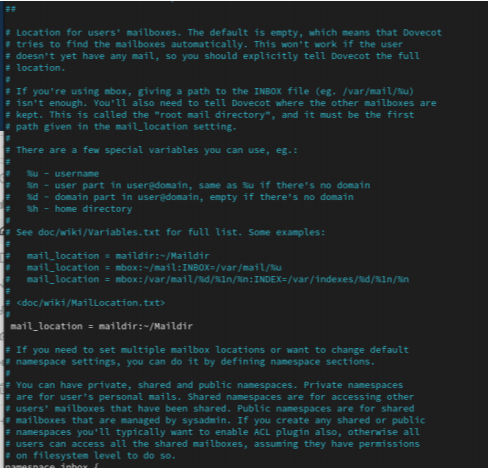 ##
# Location for users' mailboxes. The default is empty, which means that Dovecot
# tries to find the mailboxes automatically. This won't work if the user
# doesn't yet have any mail, so you should explicitly tell Dovecot the full
# location.
#
# If you're using mbox, giving a path to the INBOX file (eg. /var/mail/%u)
# isn't enough. You'll also need to tell Dovecot where the other mailboxes are
# kept. This is called the "root mail directory", and it must be the first
# path given in the mail_location setting.
#
# There are a few special variables you can use, eg.:
#
#   %u - username
#   %n - user part in user@domain, same as %u if there's no domain
#   %d - domain part in user@domain, empty if there's no domain
#   %h - home directory
#
# See doc/wiki/Variables.txt for full list. Some examples:
#
#   mail_location = maildir:~/Maildir
#   mail_location = mbox:~/mail:INBOX=/var/mail/%u
#   mail_location = mbox:/var/mail/%d/%1n/%n:INDEX=/var/indexes/%d/%1n/%n
#
# <doc/wiki/MailLocation.txt>
#
mail_location = maildir:~/Maildir
# If you need to set multiple mailbox locations or want to change default
# namespace settings, you can do it by defining namespace sections.
#
# You can have private, shared and public namespaces. Private namespaces
# are for user's personal mails. Shared namespaces are for accessing other
# users' mailboxes that have been shared. Public namespaces are for shared
# mailboxes that are managed by sysadmin. If you create any shared or public
# namespaces you'll typically want to enable ACL plugin also, otherwise all
# users can access all the shared mailboxes, assuming they have permissions
# on filesystem level to do so.
namespace inbox {